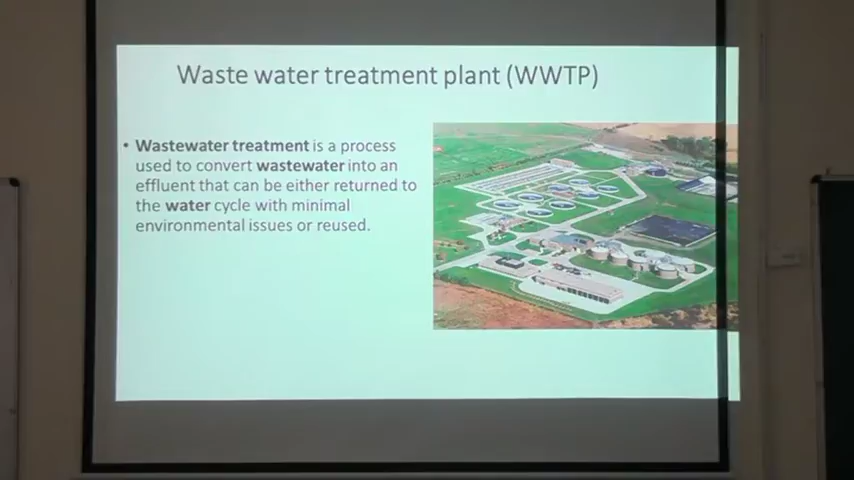 Waste water treatment plant (WWTP)
• Wastewater treatment is a process
used to convert wastewater into an
effluent that can be either returned to
the water cycle with minimal
environmental issues or reused.